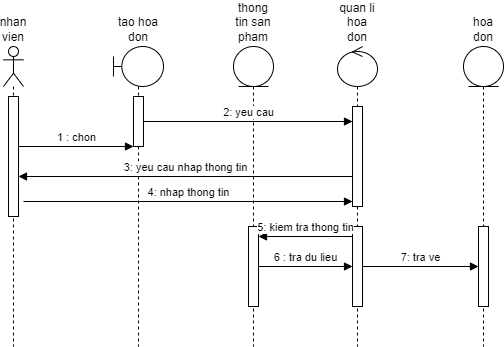 nhan
vien
tao hoa
don
thong
tin san
pham
quan li
hoa
don
hoa
don
2: yeu cau
1 : chon
3: yeu cau nhap thong tin
4: nhap thong tin
5: kiem tra thong tin
6 : tra du lieu
7: tra ve